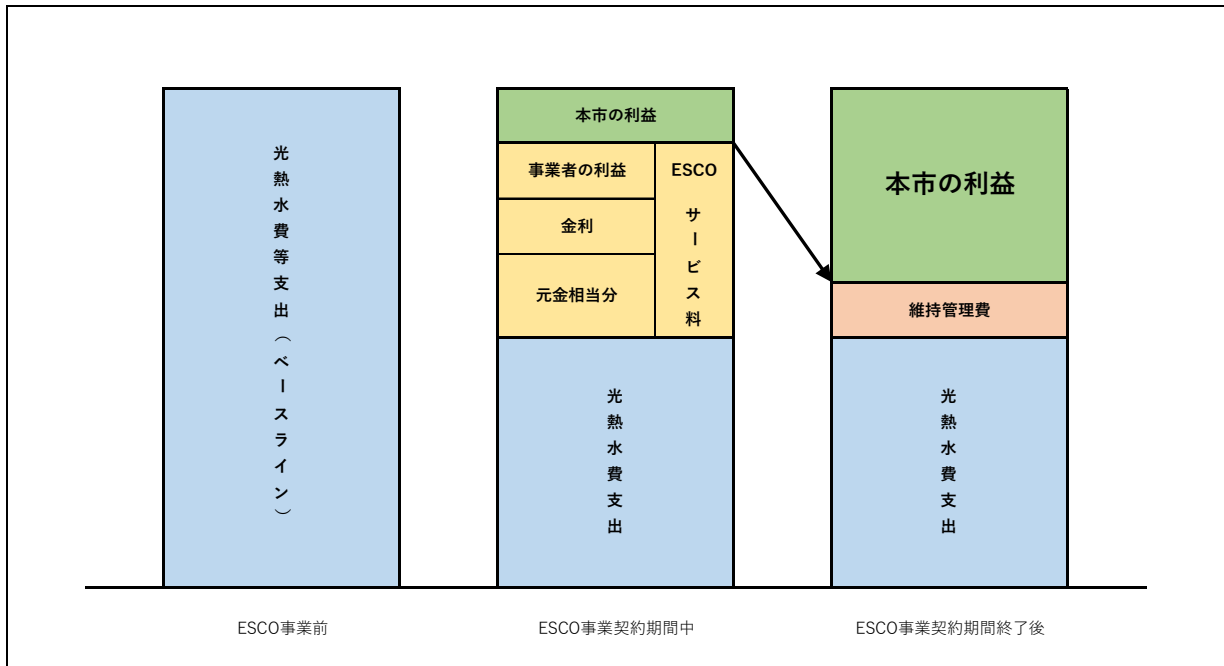 光熱水費等支出（ベースライン）
本市の利益
事業者の利益
金利
元金相当分
ESCO
サービス料
光熱水費支出
本市の利益
維持管理費
光熱水費支出
ESCO事業前
ESCO事業契約期間中
ESCO事業契約期間終了後